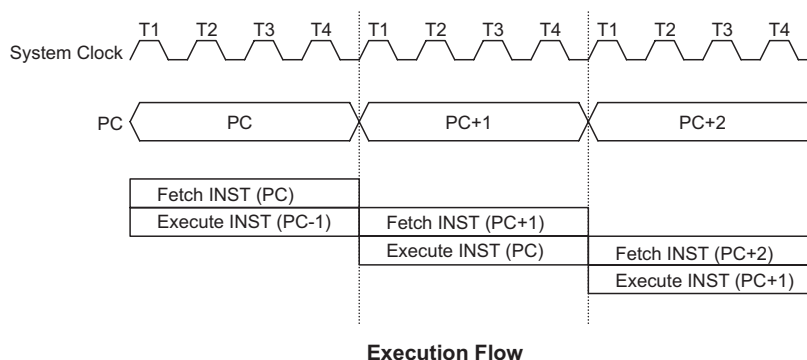 T1 T2 T3 T4 T1 T2 T3 T4 T1 T2 T3 T4
System Clock
PC PC PC+1 PC+2
Fetch INST (PC)
Execute INST (PC-1) Fetch INST (PC+1)
Execute INST (PC) Fetch INST (PC+2)
Execute INST (PC+1)
Execution Flow